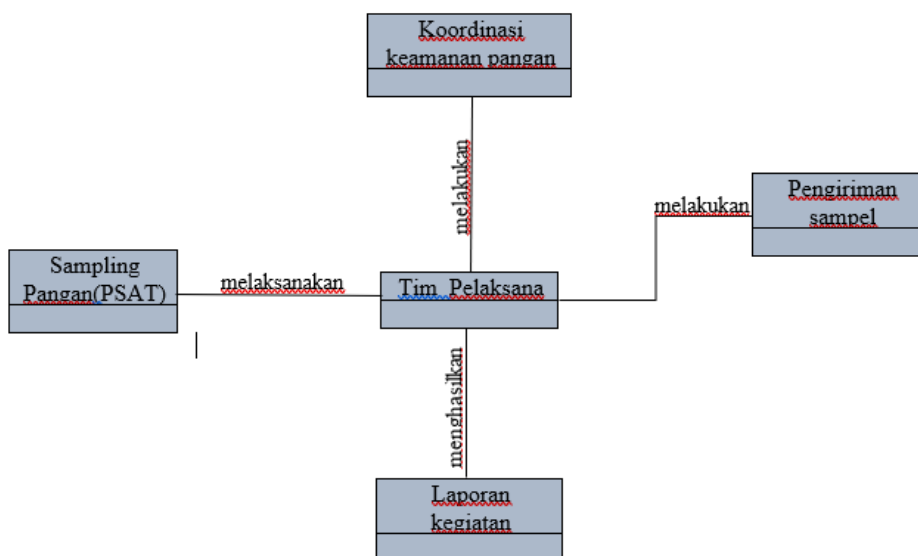 Koordinasi
keamanan pangan
melakukan
melakukan
Pengiriman
sampel
Sampling
Pangan(PSAT)
melaksanakan
Tim Pelaksana
menghasilkan
Laporan
kegiatan